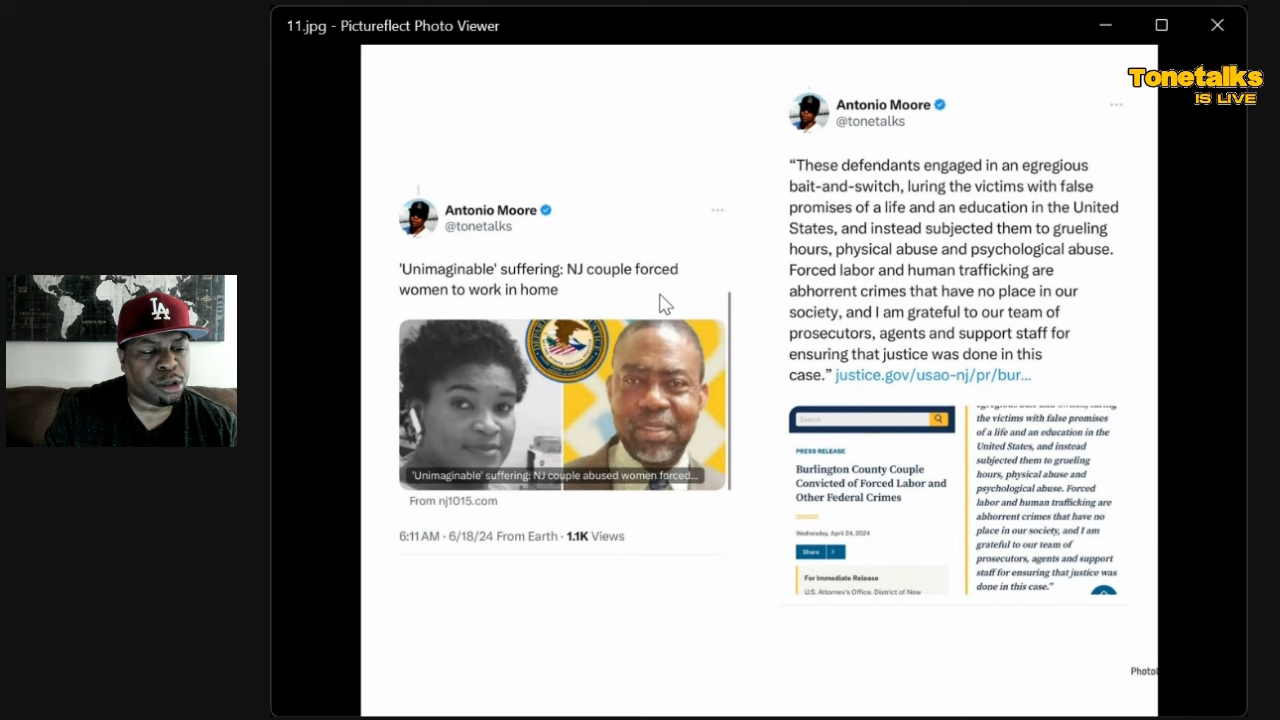 11.jpg - Pictureflect Photo Viewer
Tonetalks
IS LIVE
Antonio Moore
@tonetalks
'Unimaginable' suffering: NJ couple forced
women to work in home
'Unimaginable' suffering: NJ couple abused women forced...
From nj1015.com
6:11 AM · 6/18/24 From Earth · 1.1K Views
Antonio Moore
@tonetalks
“These defendants engaged in an egregious
bait-and-switch, luring the victims with false
promises of a life and an education in the United
States, and instead subjected them to grueling
hours, physical abuse and psychological abuse.
Forced labor and human trafficking are
abhorrent crimes that have no place in our
society, and I am grateful to our team of
prosecutors, agents and support staff for
ensuring that justice was done in this
case.” justice.gov/usao-nj/pr/bur...
Search
PRESS RELEASE
Burlington County Couple
Convicted of Forced Labor and
Other Federal Crimes
Wednesday, April 24, 2024
Share
For Immediate Release
U.S. Attorney's Office, District of New
the victims with false promises
of a life and an education in the
United States, and instead
subjected them to grueling
hours, physical abuse and
psychological abuse. Forced
labor and human trafficking are
abhorrent crimes that have no
place in our society, and I am
grateful to our team of
prosecutors, agents and support
staff for ensuring that justice was
done in this case.”
LA